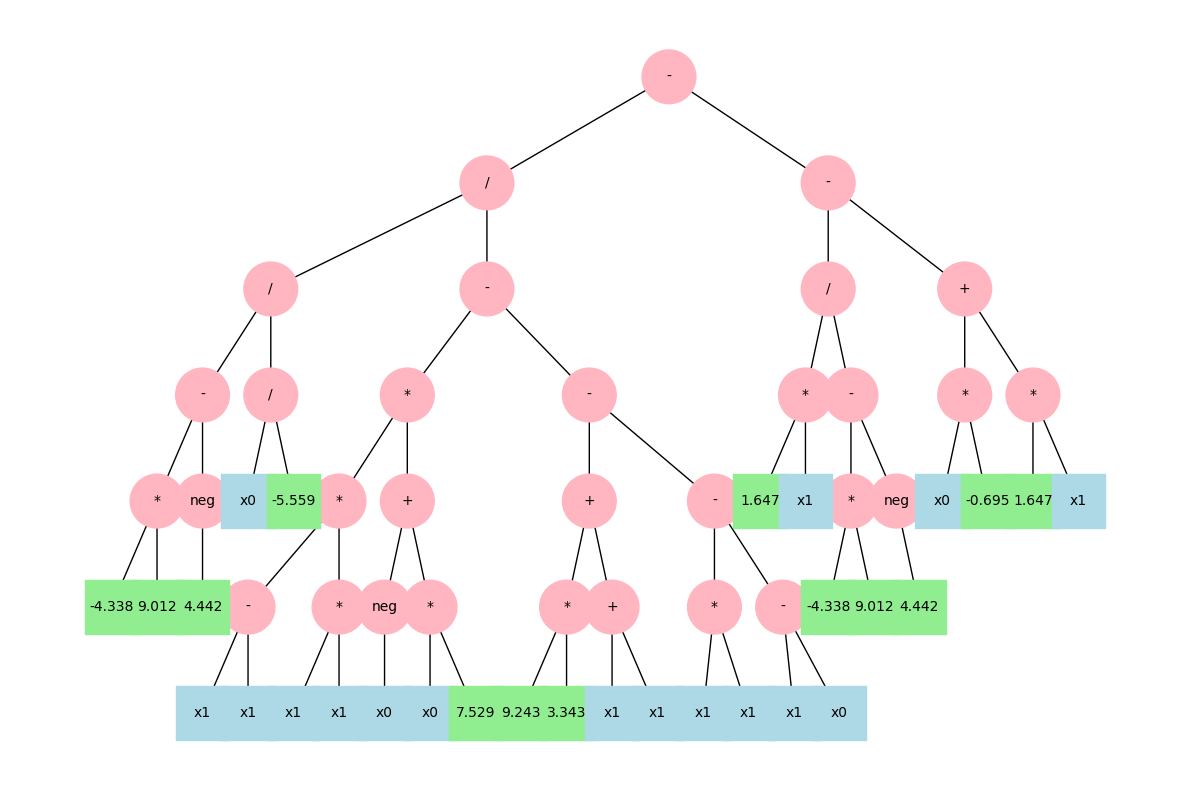 -
/ -
/ - / +
- / * - * - * *
* neg x0 -5.559 * + + - 1.647 x1 * neg x0 -0.695 1.647 x1
-4.338 9.012 4.442 - * neg * * + * - -4.338 9.012 4.442
x1 x1 x1 x1 x0 x0 7.529 9.243 3.343 x1 x1 x1 x1 x1 x0